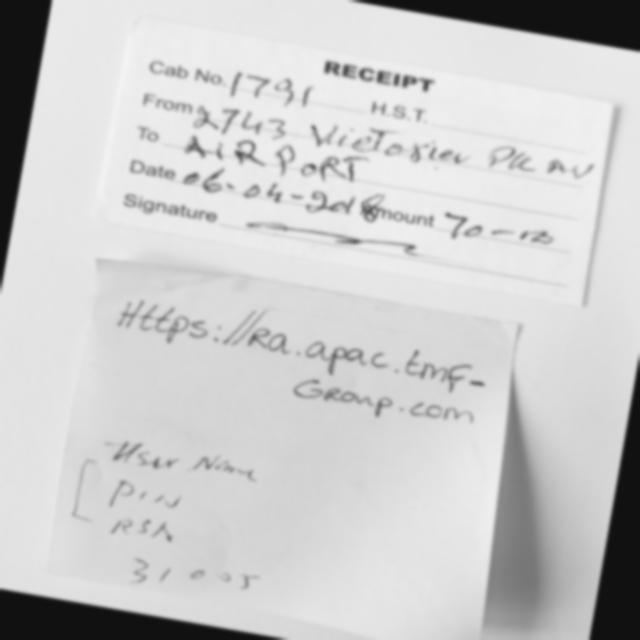 RECEIPT
Cab No. 1791 H.S.T.
From 2743 Victoria PK AV
To AIRPORT
Date 06-04-2018 Amount 70-00
Signature
Https://ra.apac.tmf-
Group.com
User Name
PIN
RSA
31005